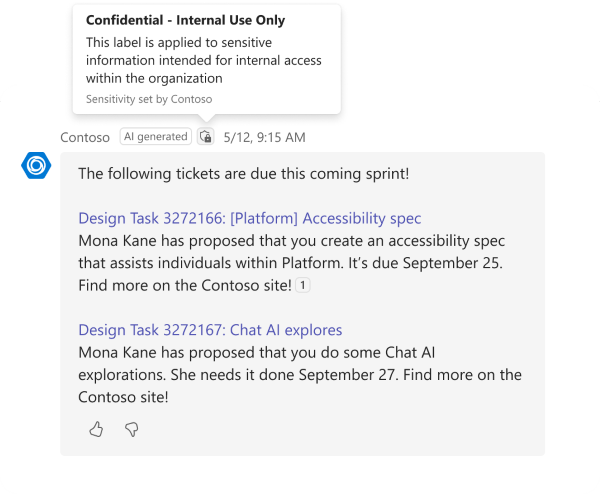 Confidential - Internal Use Only
This label is applied to sensitive
information intended for internal access
within the organization
Sensitivity set by Contoso
Contoso AI generated 5/12, 9:15 AM
The following tickets are due this coming sprint!
Design Task 3272166: [Platform] Accessibility spec
Mona Kane has proposed that you create an accessibility spec
that assists individuals within Platform. It’s due September 25.
Find more on the Contoso site! 1
Design Task 3272167: Chat AI explores
Mona Kane has proposed that you do some Chat AI
explorations. She needs it done September 27. Find more on the
Contoso site!